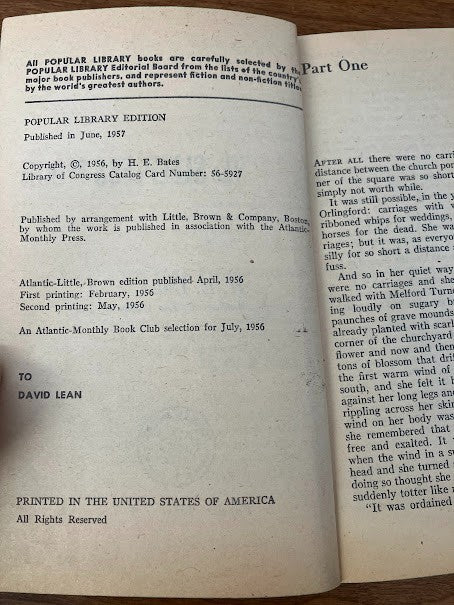 All POPULAR LIBRARY books are carefully selected by the
POPULAR LIBRARY Editorial Board from the lists of the country's
major book publishers, and represent fiction and non-fiction titles
by the world's greatest authors.
POPULAR LIBRARY EDITION
Published in June, 1957
Copyright, ©, 1956, by H. E. Bates
Library of Congress Catalog Card Number: 56-5927
Published by arrangement with Little, Brown & Company, Boston,
by whom the work is published in association with the Atlantic
Monthly Press.
Atlantic-Little, Brown edition published April, 1956
First printing: February, 1956
Second printing: May, 1956
An Atlantic-Monthly Book Club selection for July, 1956
TO
DAVID LEAN
PRINTED IN THE UNITED STATES OF AMERICA
All Rights Reserved
Part One
AFTER ALL there were no carri
distance between the church por
ner of the square was so short
simply not worth while.
It was still possible, in the y
Orlingford: carriages with w
ribboned whips for weddings,
horses for the dead. She wa
riages; but it was, as everyo
silly for so short a distance
fuss.
And so in her quiet way
were no carriages and she
walked with Melford Turne
ing loudly on sugary b
paunches of grave mounds
already planted with scarl
corner of the churchyard
flower and now and then
tons of blossom that drif
the first warm wind of
south, and she felt it b
against her long legs and
rippling across her skin
wind on her body was
she remembered that
free and exalted. It
when the wind in a su
head and she turned
doing so thought she
suddenly totter like
"It was ordained